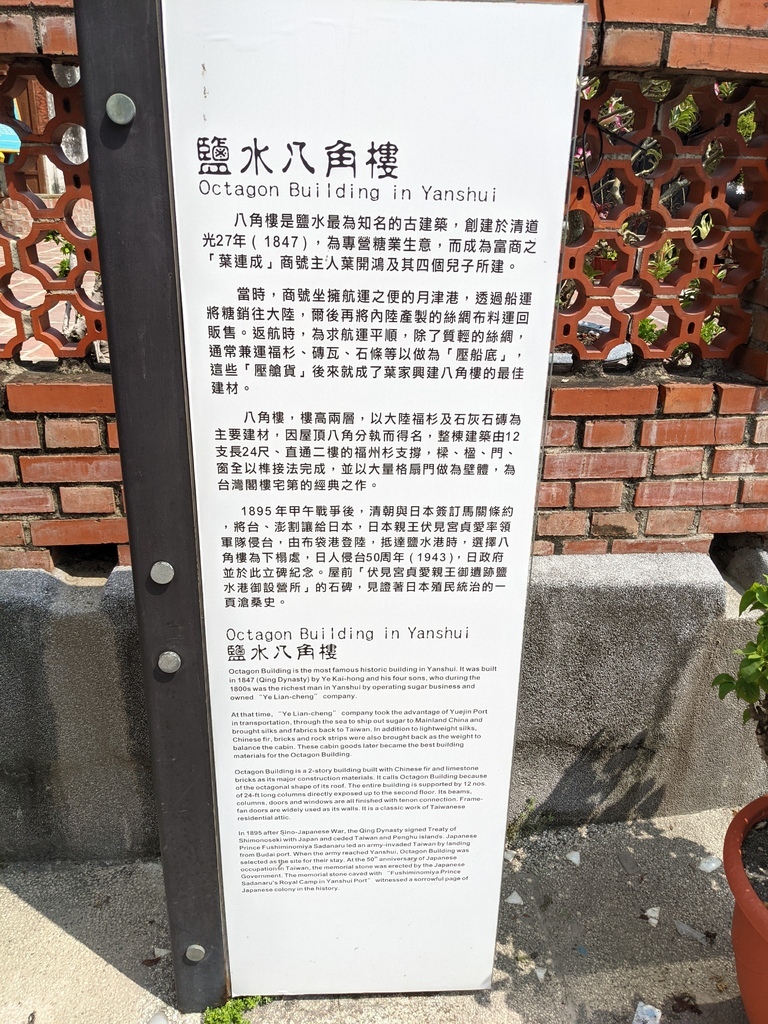 鹽水八角樓
Octagon Building in Yanshui
八角樓是鹽水最為知名的古建築，創建於清道
光27年（1847），為專營糖業生意，而成為富商之
「葉連成」商號主人葉開鴻及其四個兒子所建。
當時，商號坐擁航運之便的月津港，透過船運
將糖銷往大陸，爾後再將內陸產製的絲綢布料運回
販售。返航時，為求航運平順，除了質輕的絲綢，
通常兼運福杉、磚瓦、石條等以做為「壓船底」，
這些「壓艙貨」後來就成了葉家興建八角樓的最佳
建材。
八角樓，樓高兩層，以大陸福杉及石灰石磚為
主要建材，因屋頂八角分執而得名，整棟建築由12
支長24尺、直通二樓的福州杉支撐，樑、楹、門、
窗全以榫接法完成，並以大量格扇門做為壁體，為
台灣閣樓宅第的經典之作。
1895年甲午戰爭後，清朝與日本簽訂馬關條約
，將台、澎割讓給日本，日本親王伏見宮貞愛率領
軍隊侵台，由布袋港登陸，抵達鹽水港時，選擇八
角樓為下榻處，日人侵台50周年（1943），日政府
並於此立碑紀念。屋前「伏見宮貞愛親王御遺跡鹽
水港御設營所」的石碑，見證著日本殖民統治的一
頁滄桑史。
Octagon Building in Yanshui
鹽水八角樓
Octagon Building is the most famous historic building in Yanshui. It was built
in 1847 (Qing Dynasty) by Ye Kai-hong and his four sons, who during the
1800s was the richest man in Yanshui by operating sugar business and
owned “Ye Lian-cheng” company.
At that time, “Ye Lian-cheng” company took the advantage of Yuejin Port
in transportation, through the sea to ship out sugar to Mainland China and
brought silks and fabrics back to Taiwan. In addition to lightweight silks,
Chinese fir, bricks and rock strips were also brought back as the weight to
balance the cabin. These cabin goods later became the best building
materials for the Octagon Building.
Octagon Building is a 2-story building built with Chinese fir and limestone
bricks as its major construction materials. It calls Octagon Building because
of the octagonal shape of its roof. The entire building is supported by 12 nos.
of 24-ft long columns directly exposed up to the second floor. Its beams,
columns, doors and windows are all finished with tenon connection. Frame-
fan doors are widely used as its walls. It is a classic work of Taiwanese
residential attic.
In 1895 after Sino-Japanese War, the Qing Dynasty signed Treaty of
Shimonoseki with Japan and ceded Taiwan and Penghu islands. Japanese
Prince Fushiminomiya Sadanaru led an army-invaded Taiwan by landing
from Budai port. When the army reached Yanshui, Octagon Building was
selected as the site for their stay. At the 50th anniversary of Japanese
occupation in Taiwan, the memorial stone was erected by the Japanese
Government. The memorial stone caved with “Fushiminomiya Prince
Sadanaru's Royal Camp in Yanshui Port” witnessed a sorrowful page of
Japanese colony in the history.